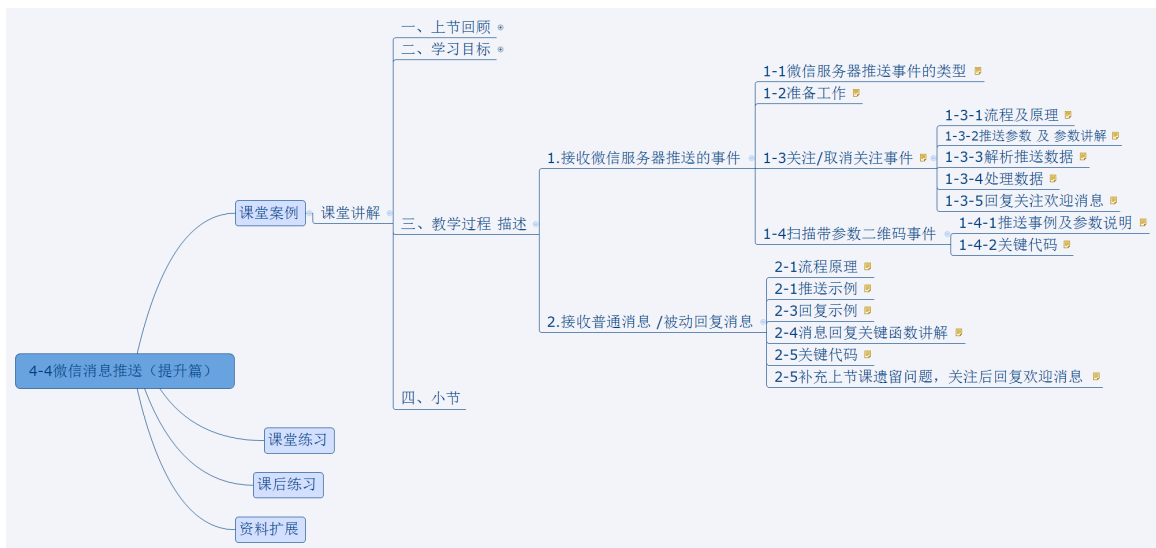 4-4微信消息推送（提升篇）
课堂案例
课堂讲解
一、上节回顾
二、学习目标
三、教学过程 描述
1.接收微信服务器推送的事件
1-1微信服务器推送事件的类型
1-2准备工作
1-3关注/取消关注事件
1-3-1流程及原理
1-3-2推送参数 及 参数讲解
1-3-3解析推送数据
1-3-4处理数据
1-3-5回复关注欢迎消息
1-4扫描带参数二维码事件
1-4-1推送事例及参数说明
1-4-2关键代码
2.接收普通消息 /被动回复消息
2-1流程原理
2-1推送示例
2-3回复示例
2-4消息回复关键函数讲解
2-5关键代码
2-5补充上节课遗留问题，关注后回复欢迎消息
四、小节
课堂练习
课后练习
资料扩展